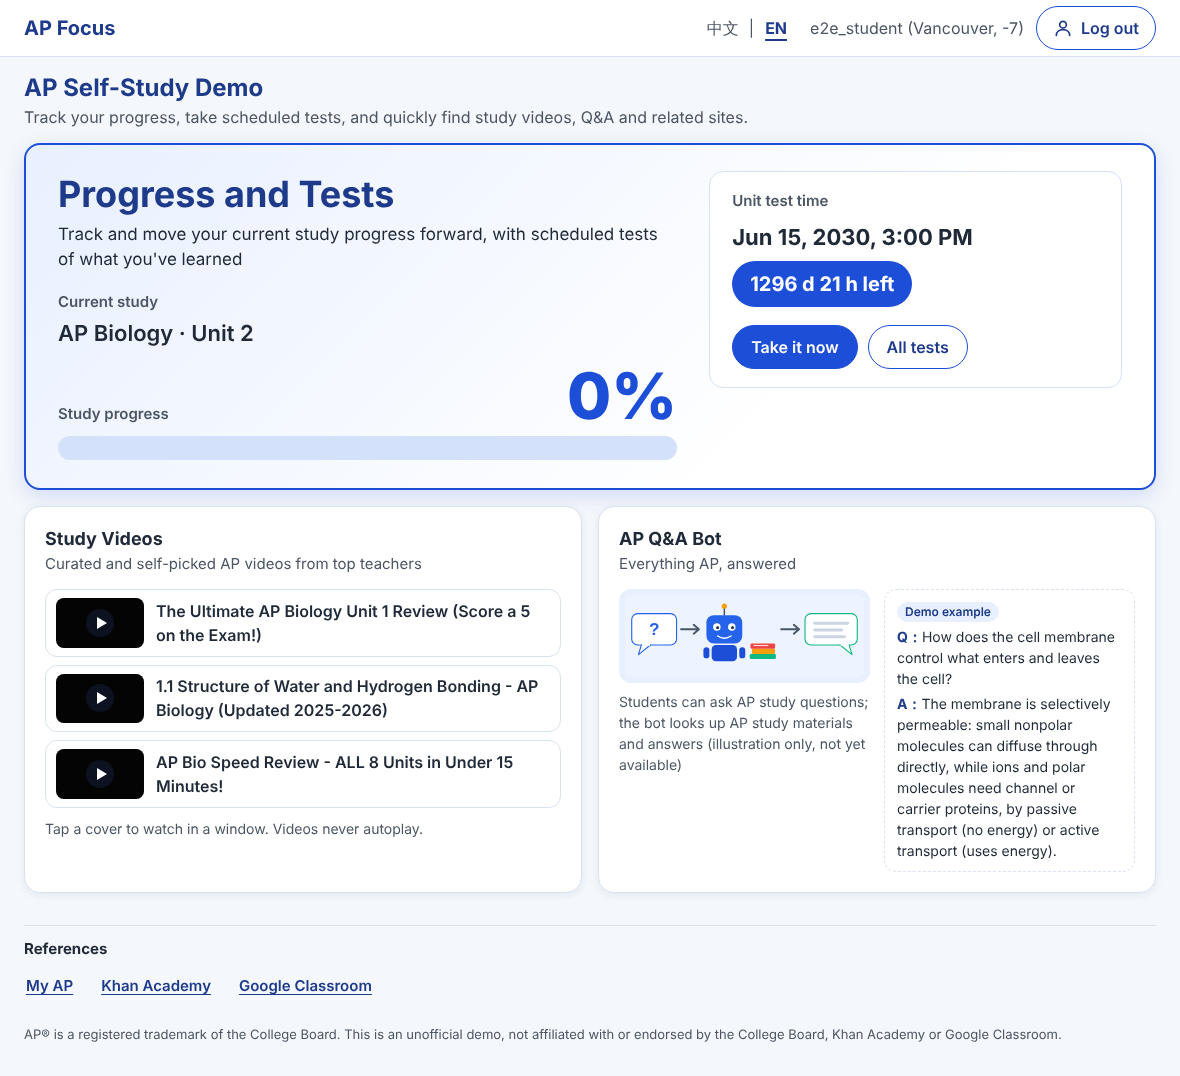 AP Focus
中文 | EN e2e_student (Vancouver, -7) Log out
AP Self-Study Demo
Track your progress, take scheduled tests, and quickly find study videos, Q&A and related sites.
Progress and Tests
Track and move your current study progress forward, with scheduled tests
of what you've learned
Current study
AP Biology · Unit 2
Study progress
0%
Unit test time
Jun 15, 2030, 3:00 PM
1296 d 21 h left
Take it now
All tests
Study Videos
Curated and self-picked AP videos from top teachers
The Ultimate AP Biology Unit 1 Review (Score a 5
on the Exam!)
1.1 Structure of Water and Hydrogen Bonding - AP
Biology (Updated 2025-2026)
AP Bio Speed Review - ALL 8 Units in Under 15
Minutes!
Tap a cover to watch in a window. Videos never autoplay.
AP Q&A Bot
Everything AP, answered
?
Students can ask AP study questions;
the bot looks up AP study materials
and answers (illustration only, not yet
available)
Demo example
Q：How does the cell membrane
control what enters and leaves
the cell?
A：The membrane is selectively
permeable: small nonpolar
molecules can diffuse through
directly, while ions and polar
molecules need channel or
carrier proteins, by passive
transport (no energy) or active
transport (uses energy).
References
My AP
Khan Academy
Google Classroom
AP® is a registered trademark of the College Board. This is an unofficial demo, not affiliated with or endorsed by the College Board, Khan Academy or Google Classroom.